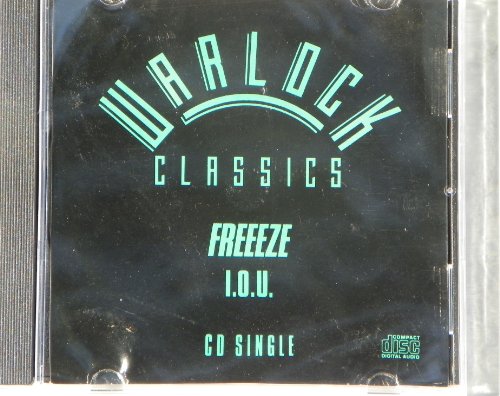 WARLOCK
CLASSICS
FREEEZE
I.O.U.
CD SINGLE
COMPACT
disc
DIGITAL AUDIO